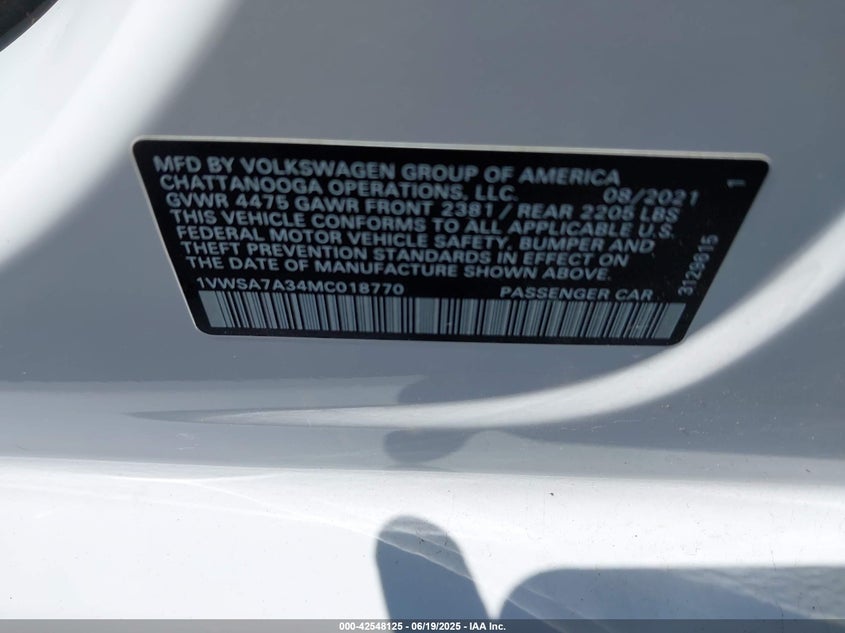 MFD BY VOLKSWAGEN GROUP OF AMERICA
CHATTANOOGA OPERATIONS, LLC. 08/2021 1
GVWR 4475 GAWR FRONT 2381 / REAR 2205 LBS
THIS VEHICLE CONFORMS TO ALL APPLICABLE U.S.
FEDERAL MOTOR VEHICLE SAFETY, BUMPER AND
THEFT PREVENTION STANDARDS IN EFFECT ON
THE DATE OF MANUFACTURE SHOWN ABOVE.
1VWSA7A34MC018770 PASSENGER CAR
3129615
000-42548125 - 06/19/2025 - IAA Inc.